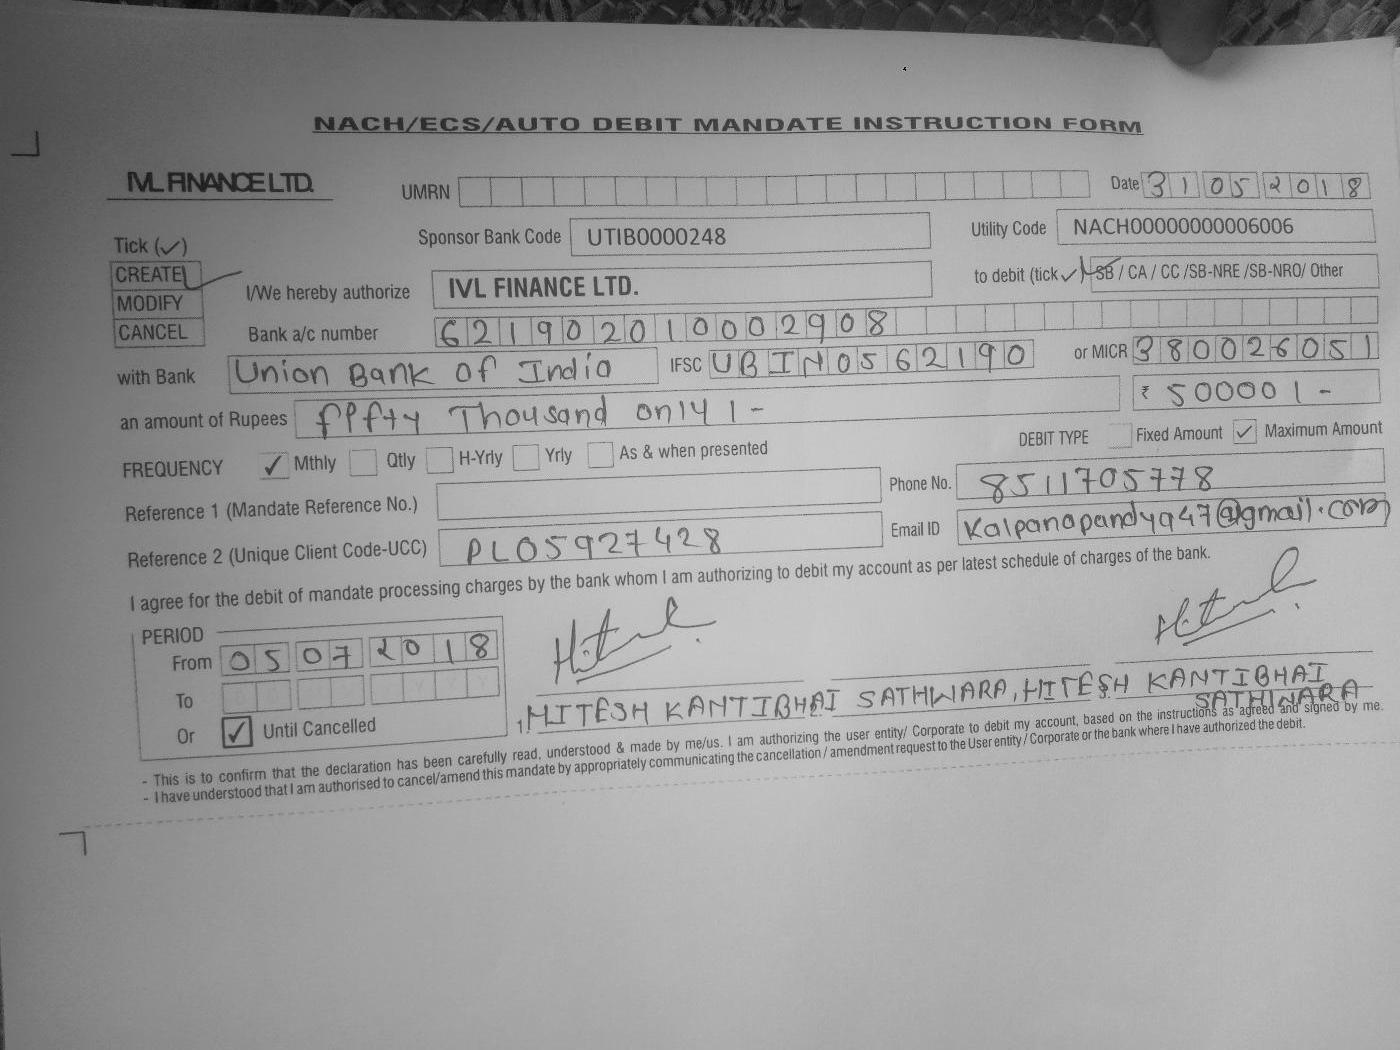 NACH/ECS/AUTO DEBIT MANDATE INSTRUCTION FORM
IVL FINANCE LTD. UMRN Date 31052018
Tick (✓) Sponsor Bank Code UTIB0000248 Utility Code NACH00000000006006
CREATE ✓ I/We hereby authorize IVL FINANCE LTD. to debit (tick ✓) SB / CA / CC /SB-NRE /SB-NRO/ Other
MODIFY
CANCEL Bank a/c number 621902010002908
with Bank Union Bank of India IFSC UBIN0562190 or MICR 380026051
an amount of Rupees fifty Thousand only/- ₹ 50000/-
FREQUENCY ✓ Mthly Qtly H-Yrly Yrly As & when presented DEBIT TYPE Fixed Amount ✓ Maximum Amount
Reference 1 (Mandate Reference No.) Phone No. 8511705778
Reference 2 (Unique Client Code-UCC) PL05927428 Email ID Kalpanapandya47@gmail.com
I agree for the debit of mandate processing charges by the bank whom I am authorizing to debit my account as per latest schedule of charges of the bank.
PERIOD
From 05072018
To
Or ✓ Until Cancelled
Hitesh Hitesh
1. HITESH KANTIBHAI SATHWARA, HITESH KANTIBHAI
SATHWARA
- This is to confirm that the declaration has been carefully read, understood & made by me/us. I am authorizing the user entity/ Corporate to debit my account, based on the instructions as agreed and signed by me.
- I have understood that I am authorised to cancel/amend this mandate by appropriately communicating the cancellation / amendment request to the User entity / Corporate or the bank where I have authorized the debit.